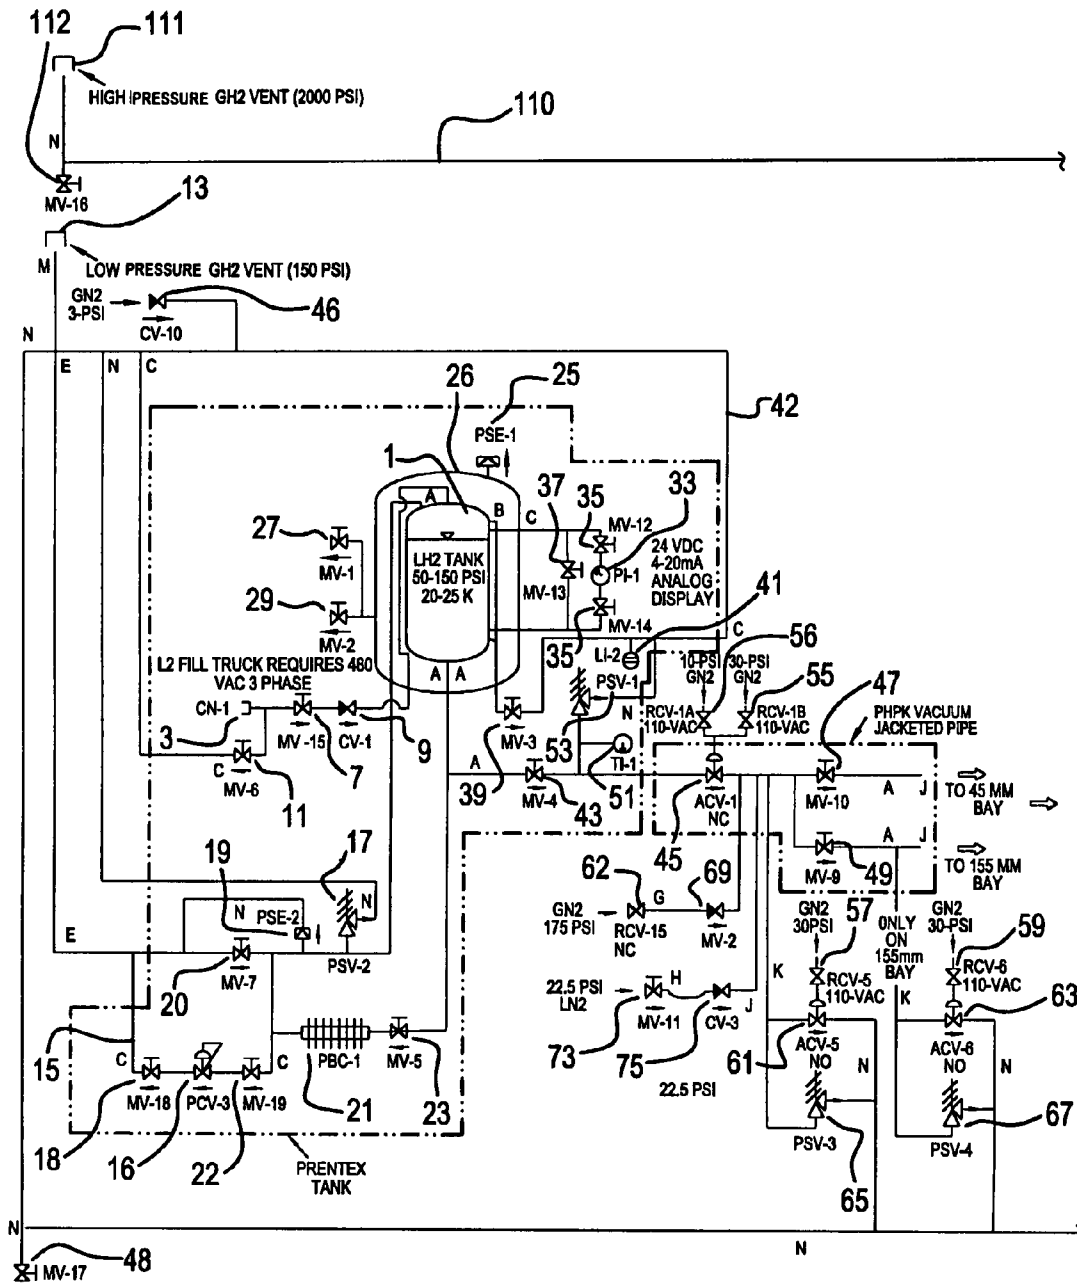 112
111
HIGH PRESSURE GH2 VENT (2000 PSI)
110
N
MV-16
13
M
LOW PRESSURE GH2 VENT (150 PSI)
GN2
3-PSI
46
CV-10
N
E
N
C
26
25
42
PSE-1
1
A
B
C
37
35
33
MV-12
27
MV-1
LH2 TANK
50-150 PSI
20-25 K
MV-13
PI-1
24 VDC
4-20mA
ANALOG
DISPLAY
29
MV-2
MV-14
41
35
LI-2
C
56
L2 FILL TRUCK REQUIRES 480
VAC 3 PHASE
A
A
PSV-1
10-PSI
GN2
30-PSI
GN2
55
CN-1
N
RCV-1A
110-VAC
RCV-1B
110-VAC
47
PHPK VACUUM
JACKETED PIPE
3
MV-15
CV-1
9
MV-3
53
TI-1
C
MV-6
7
11
A
39
MV-4
43
51
45
ACV-1
NC
MV-10
A
J
TO 45 MM
BAY
A
J
MV-9
49
TO 155 MM
BAY
17
19
N
PSE-2
N
62
G
69
GN2
175 PSI
RCV-15
NC
MV-2
GN2
30PSI
57
ONLY
ON
155mm
BAY
GN2
30-PSI
59
E
MV-7
PSV-2
20
K
RCV-5
110-VAC
K
RCV-6
110-VAC
63
22.5 PSI
LN2
H
MV-11
CV-3
J
73
75
61
ACV-5
NO
N
ACV-6
NO
N
15
C
C
PBC-1
MV-5
MV-18
PCV-3
MV-19
21
23
22.5 PSI
18
16
22
PRENTEX
TANK
PSV-3
PSV-4
67
65
N
N
48
MV-17